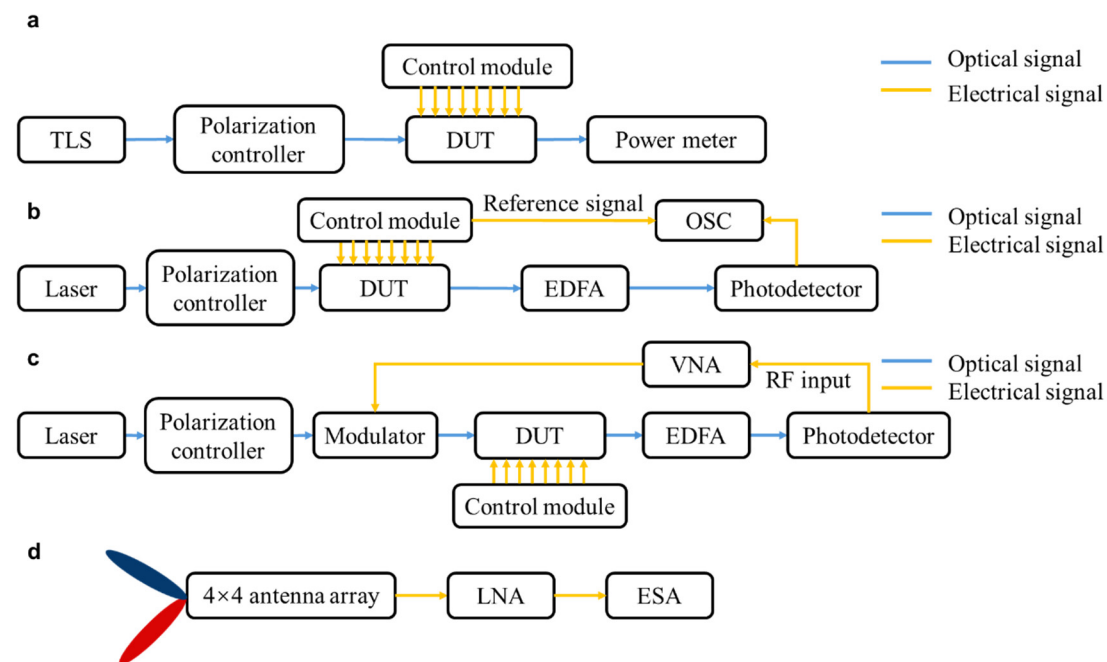 a
Control module
Optical signal
Electrical signal
TLS
Polarization
controller
DUT
Power meter
b
Control module
Reference signal
OSC
Optical signal
Electrical signal
Laser
Polarization
controller
DUT
EDFA
Photodetector
c
VNA
RF input
Optical signal
Electrical signal
Laser
Polarization
controller
Modulator
DUT
EDFA
Photodetector
Control module
d
4×4 antenna array
LNA
ESA